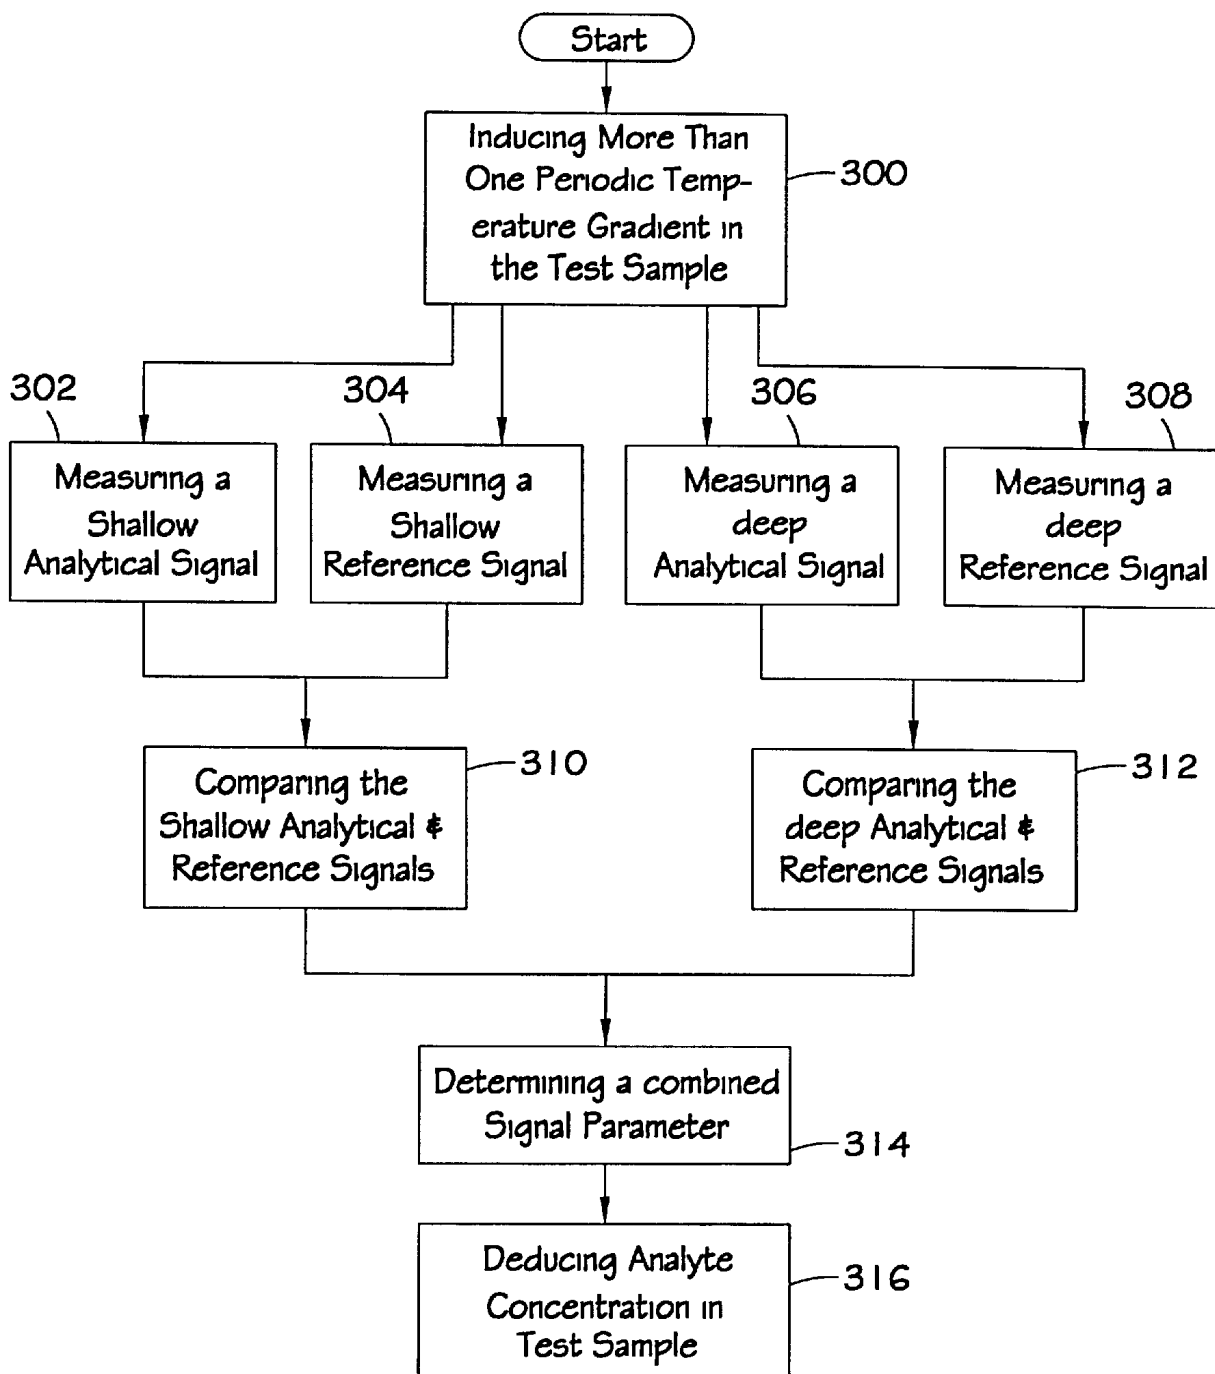 Start
Inducing More Than
One Periodic Temp-
erature Gradient in
the Test Sample
300
302
304
306
308
Measuring a
Shallow
Analytical Signal
Measuring a
Shallow
Reference Signal
Measuring a
deep
Analytical Signal
Measuring a
deep
Reference Signal
310
Comparing the
Shallow Analytical &
Reference Signals
312
Comparing the
deep Analytical &
Reference Signals
Determining a combined
Signal Parameter
314
Deducing Analyte
Concentration in
Test Sample
316